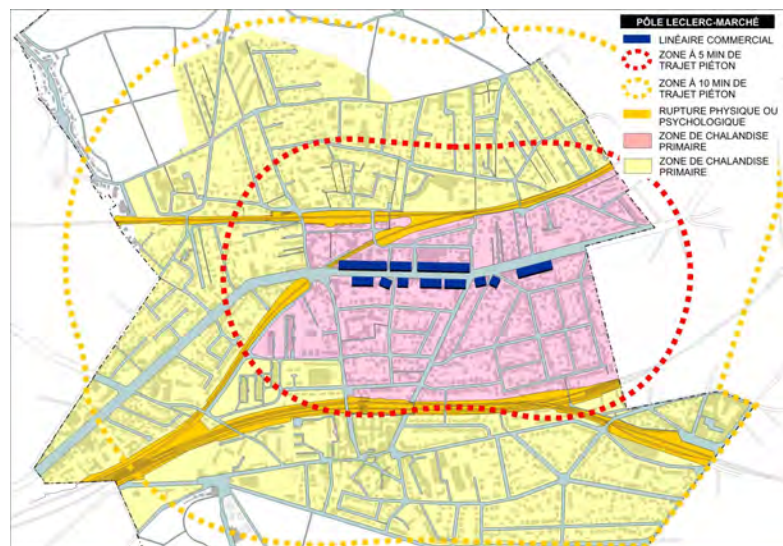 PÔLE LECLERC-MARCHÉ
LINÉAIRE COMMERCIAL
ZONE À 5 MIN DE
TRAJET PIÉTON
ZONE À 10 MIN DE
TRAJET PIÉTON
RUPTURE PHYSIQUE OU
PSYCHOLOGIQUE
ZONE DE CHALANDISE
PRIMAIRE
ZONE DE CHALANDISE
PRIMAIRE